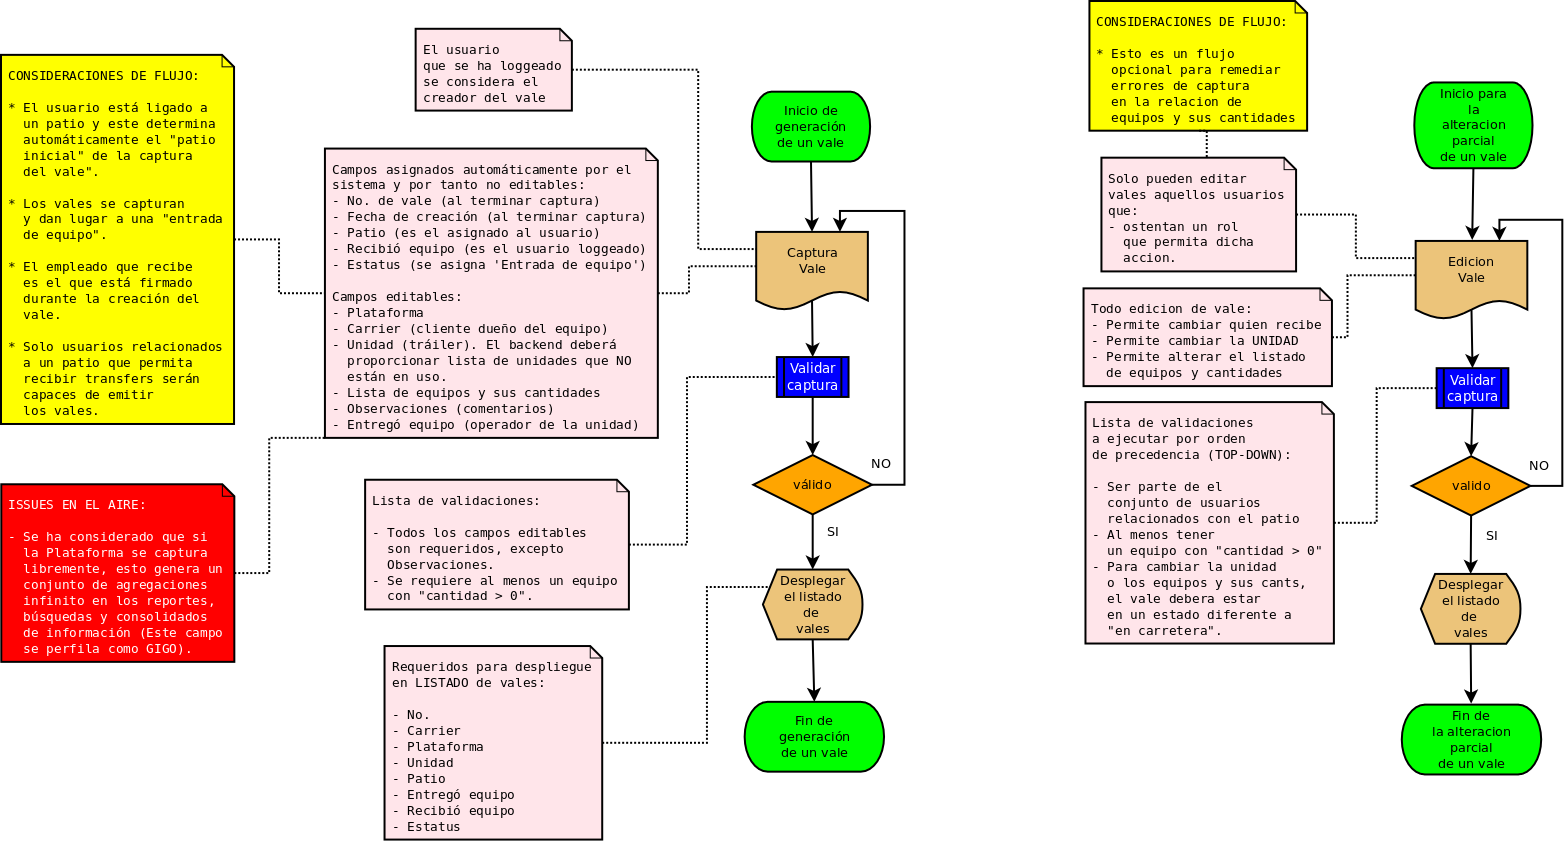 CONSIDERACIONES DE FLUJO:
* El usuario está ligado a
un patio y este determina
automáticamente el "patio
inicial" de la captura
del vale".
* Los vales se capturan
y dan lugar a una "entrada
de equipo".
* El empleado que recibe
es el que está firmado
durante la creación del
vale.
* Solo usuarios relacionados
a un patio que permita
recibir transfers serán
capaces de emitir
los vales.
ISSUES EN EL AIRE:
- Se ha considerado que si
la Plataforma se captura
libremente, esto genera un
conjunto de agregaciones
infinito en los reportes,
búsquedas y consolidados
de información (Este campo
se perfila como GIGO).
El usuario
que se ha loggeado
se considera el
creador del vale
Campos asignados automáticamente por el
sistema y por tanto no editables:
- No. de vale (al terminar captura)
- Fecha de creación (al terminar captura)
- Patio (es el asignado al usuario)
- Recibió equipo (es el usuario loggeado)
- Estatus (se asigna 'Entrada de equipo')
Campos editables:
- Plataforma
- Carrier (cliente dueño del equipo)
- Unidad (tráiler). El backend deberá
proporcionar lista de unidades que NO
están en uso.
- Lista de equipos y sus cantidades
- Observaciones (comentarios)
- Entregó equipo (operador de la unidad)
Lista de validaciones:
- Todos los campos editables
son requeridos, excepto
Observaciones.
- Se requiere al menos un equipo
con "cantidad > 0".
Requeridos para despliegue
en LISTADO de vales:
- No.
- Carrier
- Plataforma
- Unidad
- Patio
- Entregó equipo
- Recibió equipo
- Estatus
Inicio de
generación
de un vale
Captura
Vale
Validar
captura
válido
NO
SI
Desplegar
el listado
de
vales
Fin de
generación
de un vale
CONSIDERACIONES DE FLUJO:
* Esto es un flujo
opcional para remediar
errores de captura
en la relacion de
equipos y sus cantidades
Solo pueden editar
vales aquellos usuarios
que:
- ostentan un rol
que permita dicha
accion.
Todo edicion de vale:
- Permite cambiar quien recibe
- Permite cambiar la UNIDAD
- Permite alterar el listado
de equipos y cantidades
Lista de validaciones
a ejecutar por orden
de precedencia (TOP-DOWN):
- Ser parte de el
conjunto de usuarios
relacionados con el patio
- Al menos tener
un equipo con "cantidad > 0"
- Para cambiar la unidad
o los equipos y sus cants,
el vale debera estar
en un estado diferente a
"en carretera".
Inicio para
la
alteracion
parcial
de un vale
Edicion
Vale
Validar
captura
valido
NO
SI
Desplegar
el listado
de
vales
Fin de
la alteracion
parcial
de un vale